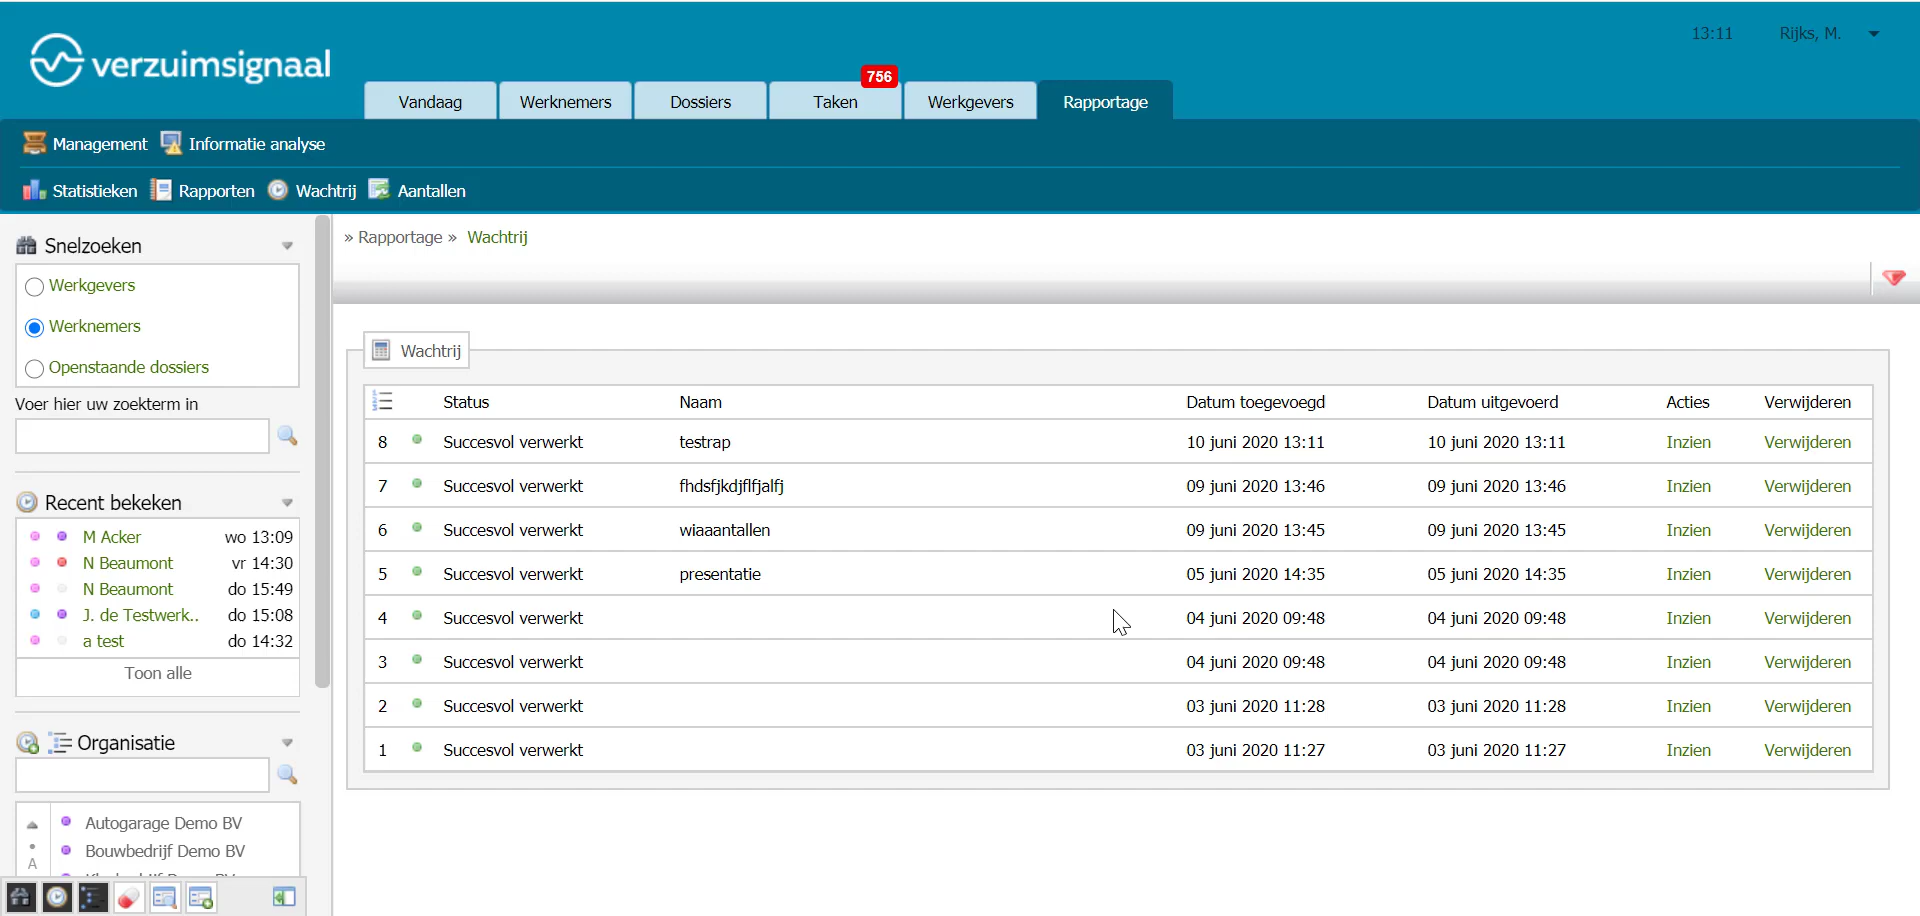 13:11 Rijks, M.
verzuimsignaal
756
Vandaag Werknemers Dossiers Taken Werkgevers Rapportage
Management Informatie analyse
Statistieken Rapporten Wachtrij Aantallen
Snelzoeken
Werkgevers
Werknemers
Openstaande dossiers
Voer hier uw zoekterm in
Recent bekeken
M Acker wo 13:09
N Beaumont vr 14:30
N Beaumont do 15:49
J. de Testwerk.. do 15:08
a test do 14:32
Toon alle
Organisatie
Autogarage Demo BV
A
Bouwbedrijf Demo BV
» Rapportage » Wachtrij
Wachtrij
Status Naam Datum toegevoegd Datum uitgevoerd Acties Verwijderen
8 Succesvol verwerkt testrap 10 juni 2020 13:11 10 juni 2020 13:11 Inzien Verwijderen
7 Succesvol verwerkt fhdsfjkdjflfjalfj 09 juni 2020 13:46 09 juni 2020 13:46 Inzien Verwijderen
6 Succesvol verwerkt wiaaantallen 09 juni 2020 13:45 09 juni 2020 13:45 Inzien Verwijderen
5 Succesvol verwerkt presentatie 05 juni 2020 14:35 05 juni 2020 14:35 Inzien Verwijderen
4 Succesvol verwerkt 04 juni 2020 09:48 04 juni 2020 09:48 Inzien Verwijderen
3 Succesvol verwerkt 04 juni 2020 09:48 04 juni 2020 09:48 Inzien Verwijderen
2 Succesvol verwerkt 03 juni 2020 11:28 03 juni 2020 11:28 Inzien Verwijderen
1 Succesvol verwerkt 03 juni 2020 11:27 03 juni 2020 11:27 Inzien Verwijderen